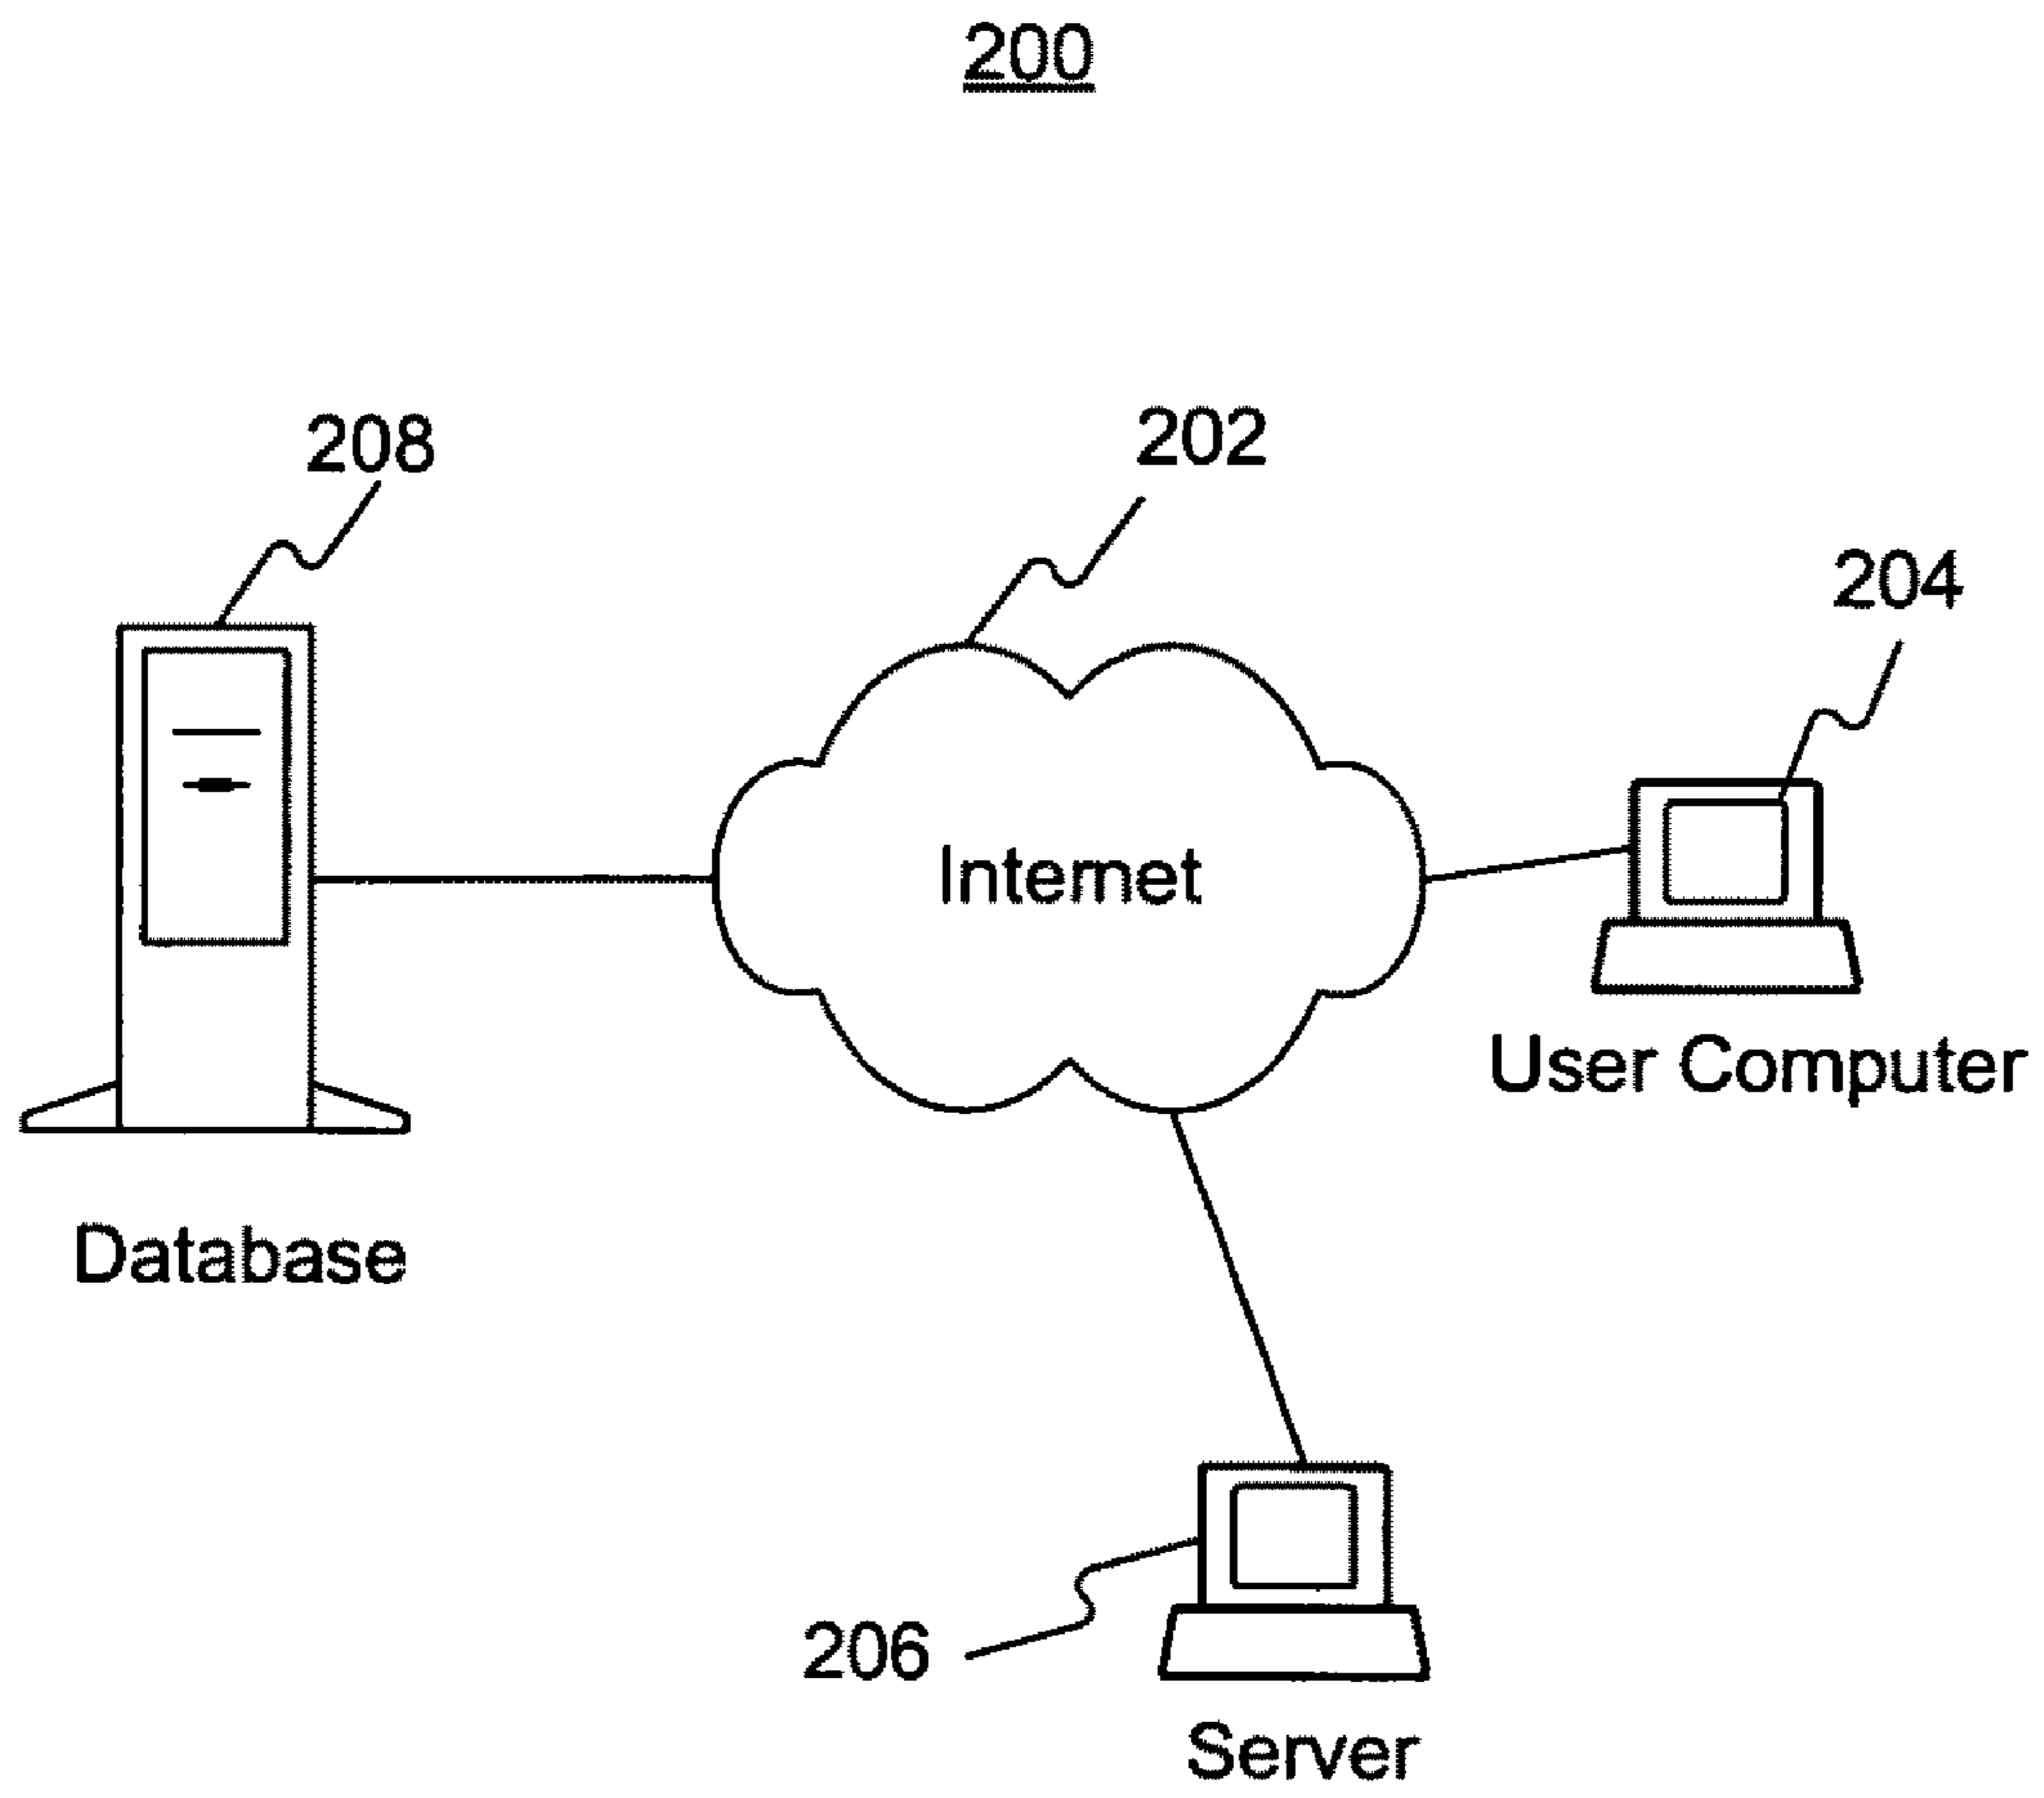 200
208
202
204
Internet
User Computer
Database
206
Server